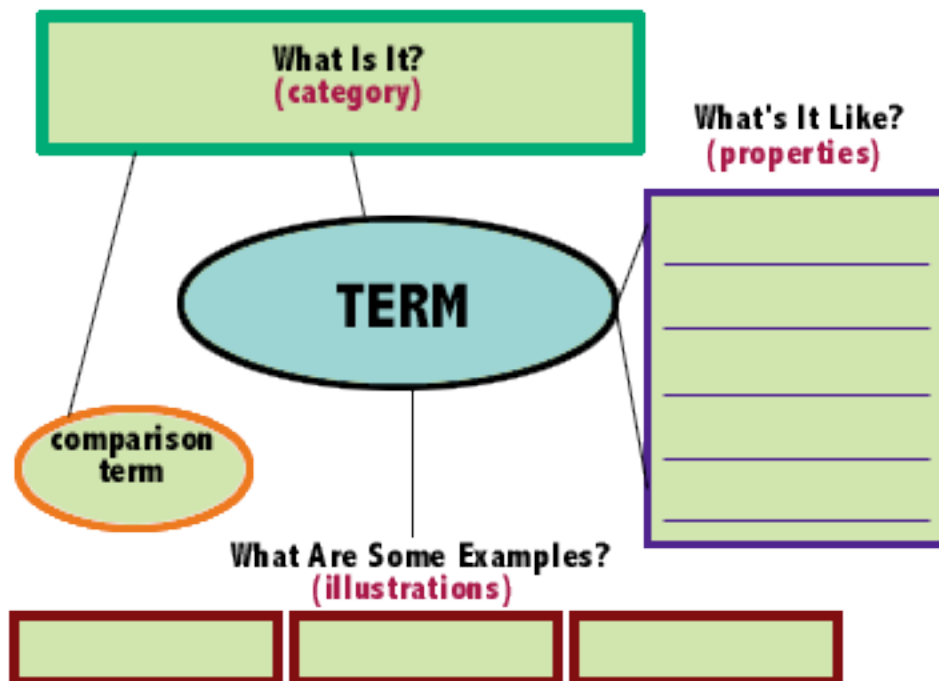 What Is It?
(category)
What's It Like?
(properties)
TERM
comparison
term
What Are Some Examples?
(illustrations)